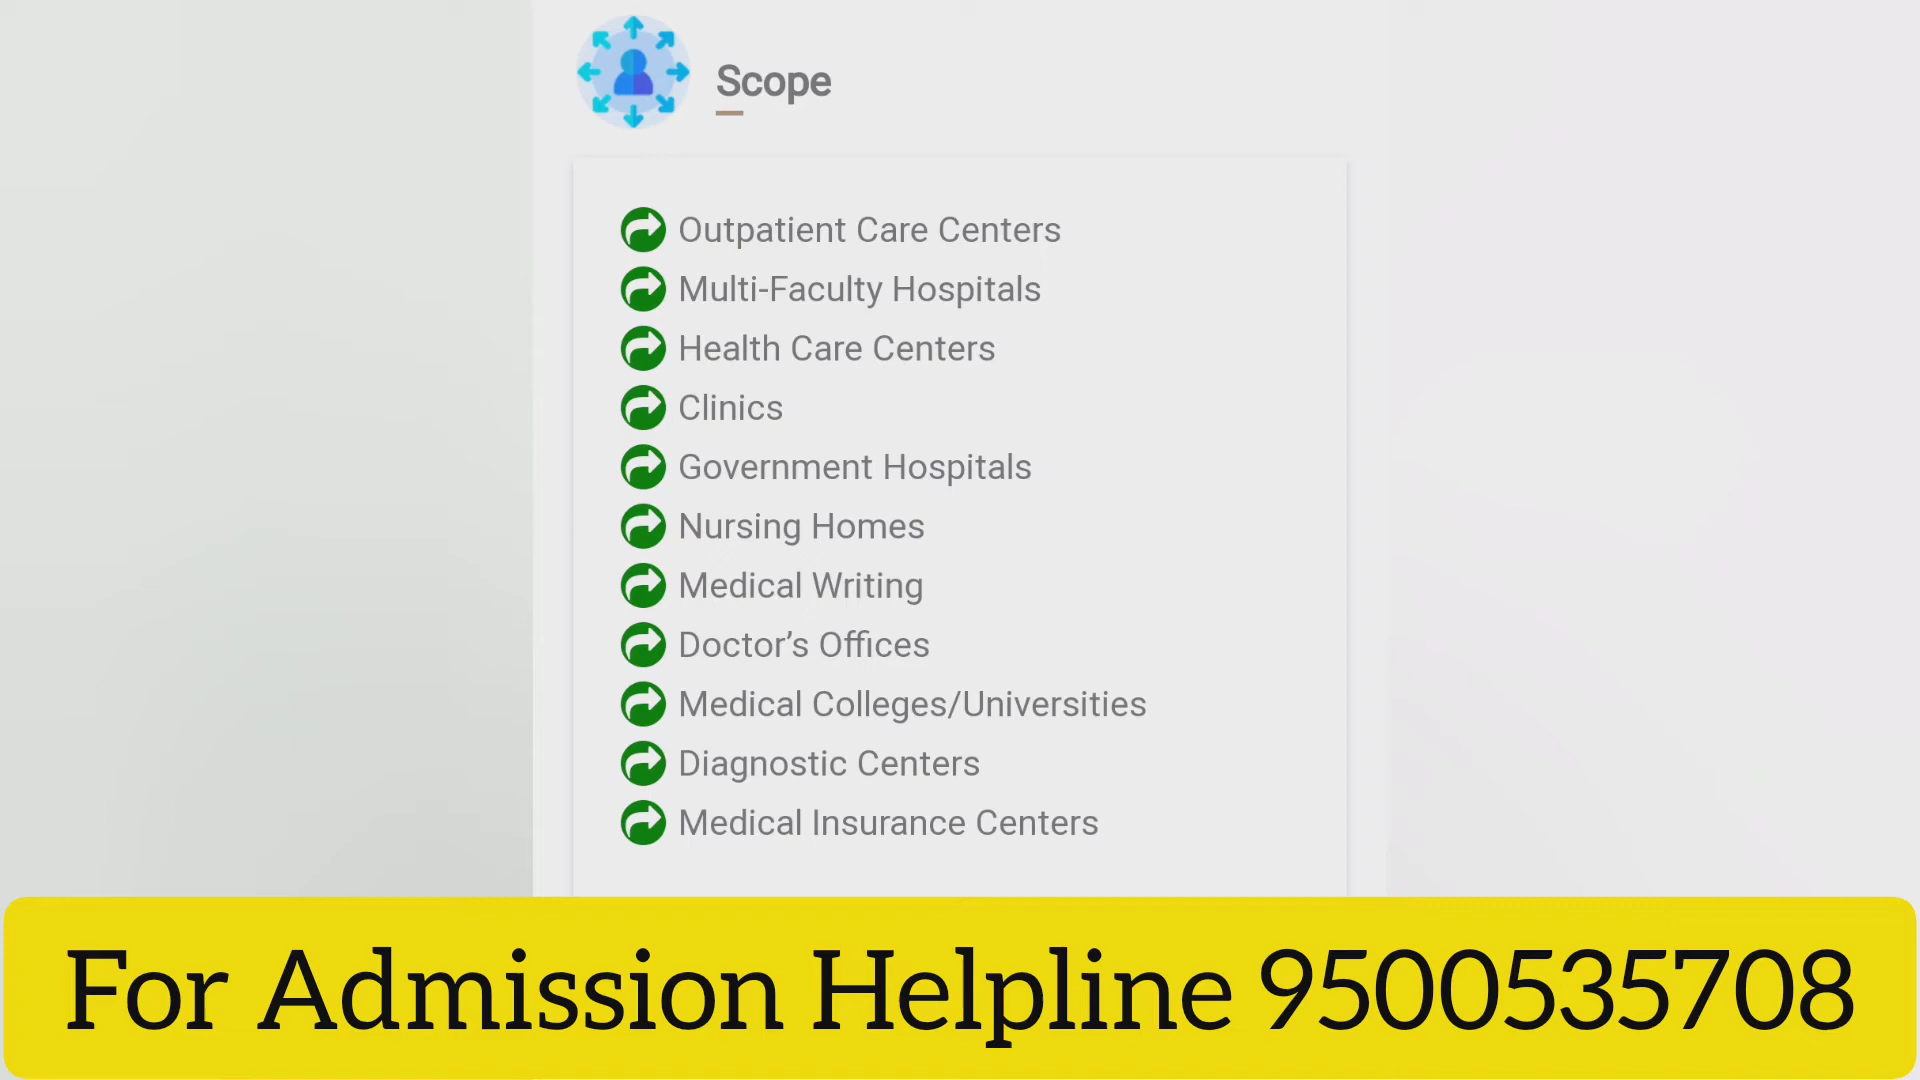 Scope
Outpatient Care Centers
Multi-Faculty Hospitals
Health Care Centers
Clinics
Government Hospitals
Nursing Homes
Medical Writing
Doctor’s Offices
Medical Colleges/Universities
Diagnostic Centers
Medical Insurance Centers
For Admission Helpline 9500535708